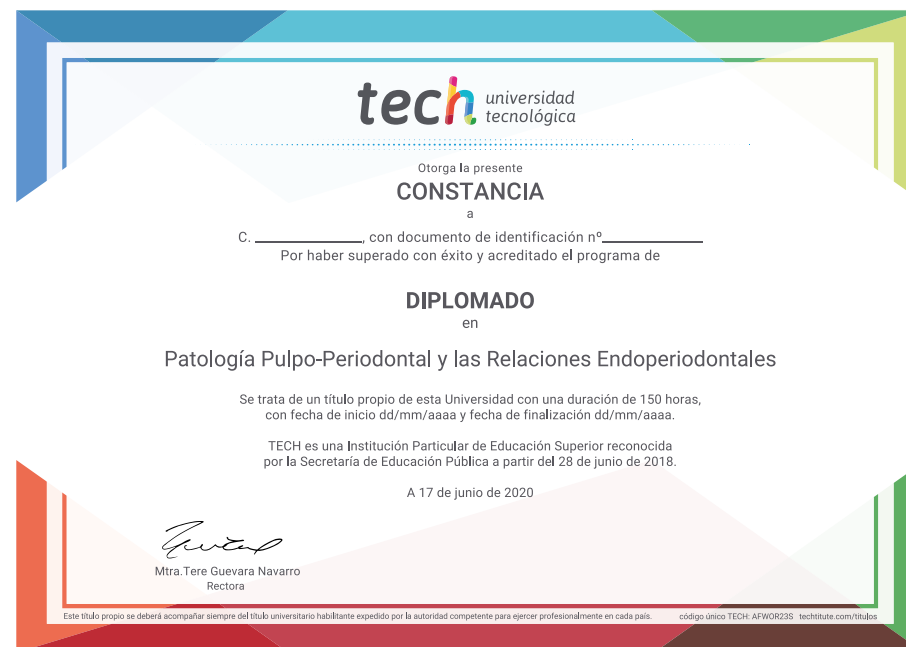 tech universidad
tecnológica
Otorga la presente
CONSTANCIA
a
C. ______________, con documento de identificación nº_____________
Por haber superado con éxito y acreditado el programa de
DIPLOMADO
en
Patología Pulpo-Periodontal y las Relaciones Endoperiodontales
Se trata de un título propio de esta Universidad con una duración de 150 horas,
con fecha de inicio dd/mm/aaaa y fecha de finalización dd/mm/aaaa.
TECH es una Institución Particular de Educación Superior reconocida
por la Secretaría de Educación Pública a partir del 28 de junio de 2018.
A 17 de junio de 2020
Mtra.Tere Guevara Navarro
Rectora
Este título propio se deberá acompañar siempre del título universitario habilitante expedido por la autoridad competente para ejercer profesionalmente en cada país. código único TECH: AFWOR23S techtitute.com/titulos